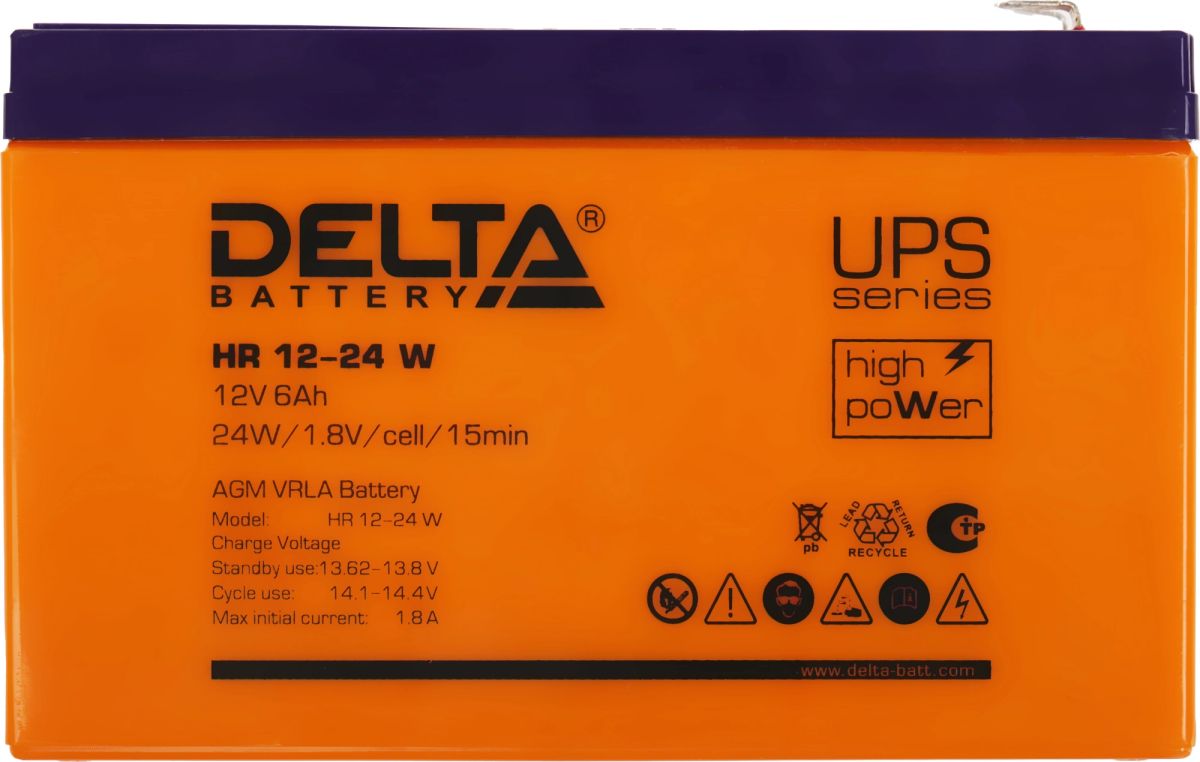 DELTA®
BATTERY
HR 12-24 W
12V 6Ah
24W/1.8V/cell/15min
AGM VRLA Battery
Model: HR 12-24 W
Charge Voltage
Standby use:13.62-13.8 V
Cycle use: 14.1-14.4V
Max initial current: 1.8 A
UPS
series
high
poWer
pb
LEAD RETURN
RECYCLE
СТР
www.delta-batt.com